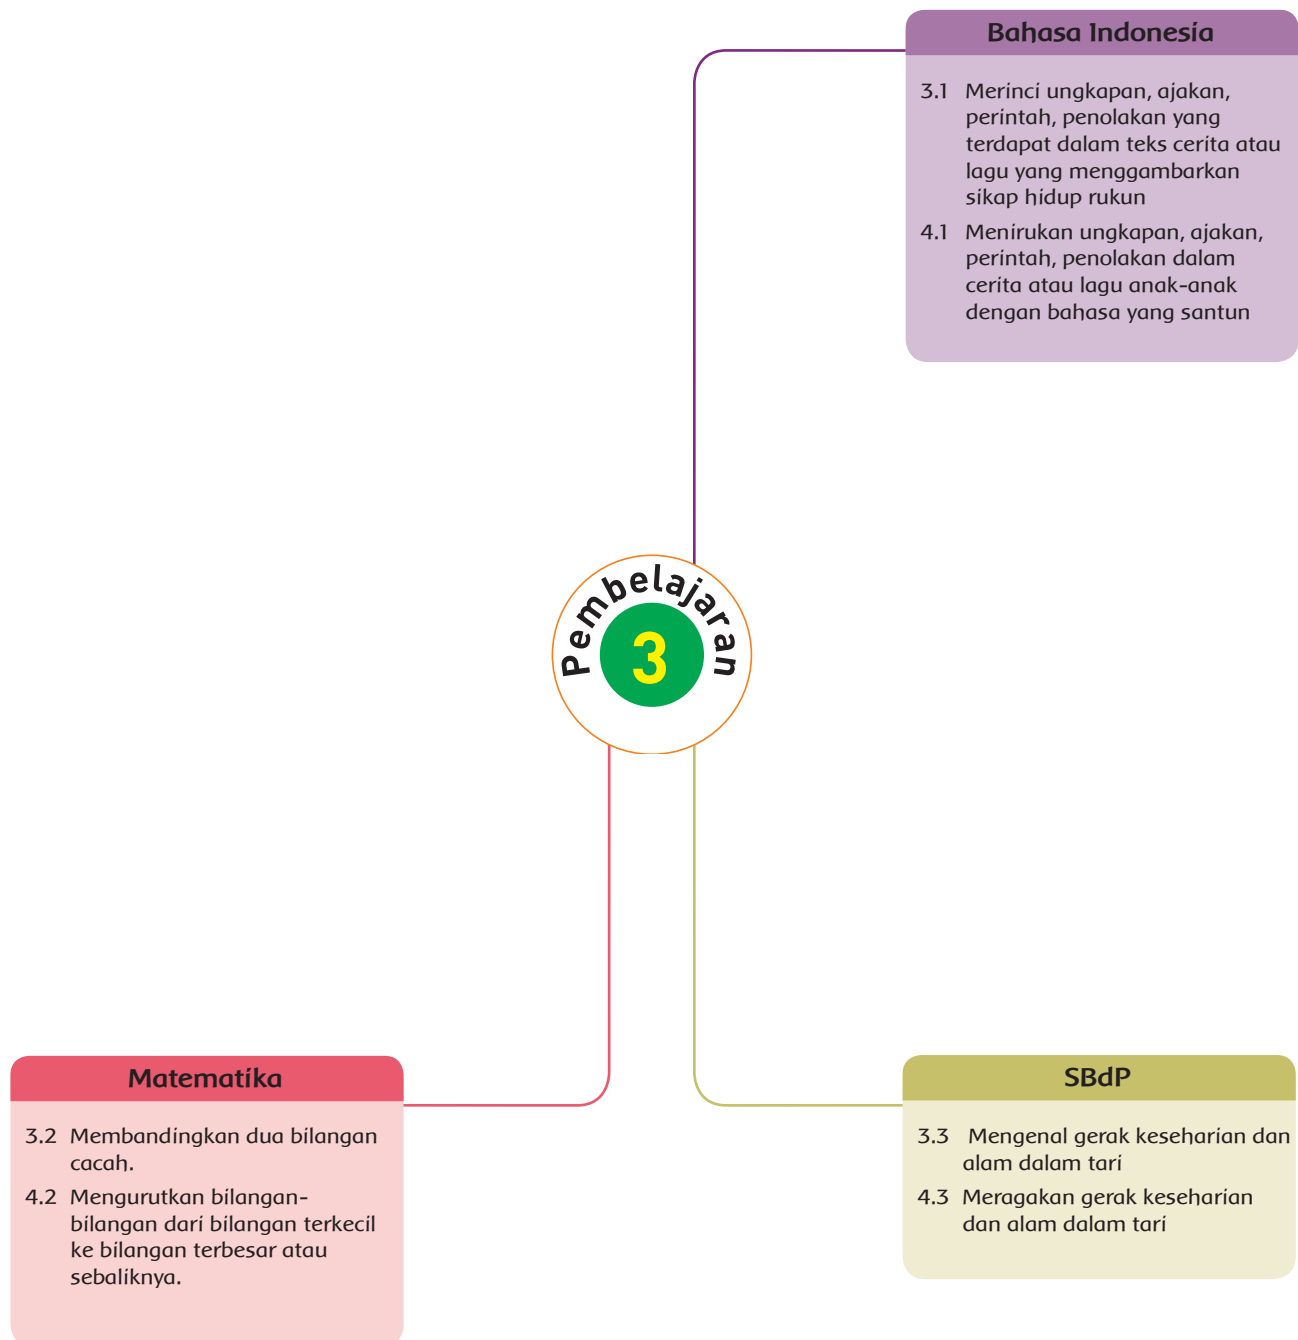 Bahasa Indonesia
3.1 Merinci ungkapan, ajakan,
perintah, penolakan yang
terdapat dalam teks cerita atau
lagu yang menggambarkan
sikap hidup rukun
4.1 Menirukan ungkapan, ajakan,
perintah, penolakan dalam
cerita atau lagu anak-anak
dengan bahasa yang santun
Pembelajaran
3
Matematika
3.2 Membandingkan dua bilangan
cacah.
4.2 Mengurutkan bilangan-
bilangan dari bilangan terkecil
ke bilangan terbesar atau
sebaliknya.
SBdP
3.3 Mengenal gerak keseharian dan
alam dalam tari
4.3 Meragakan gerak keseharian
dan alam dalam tari